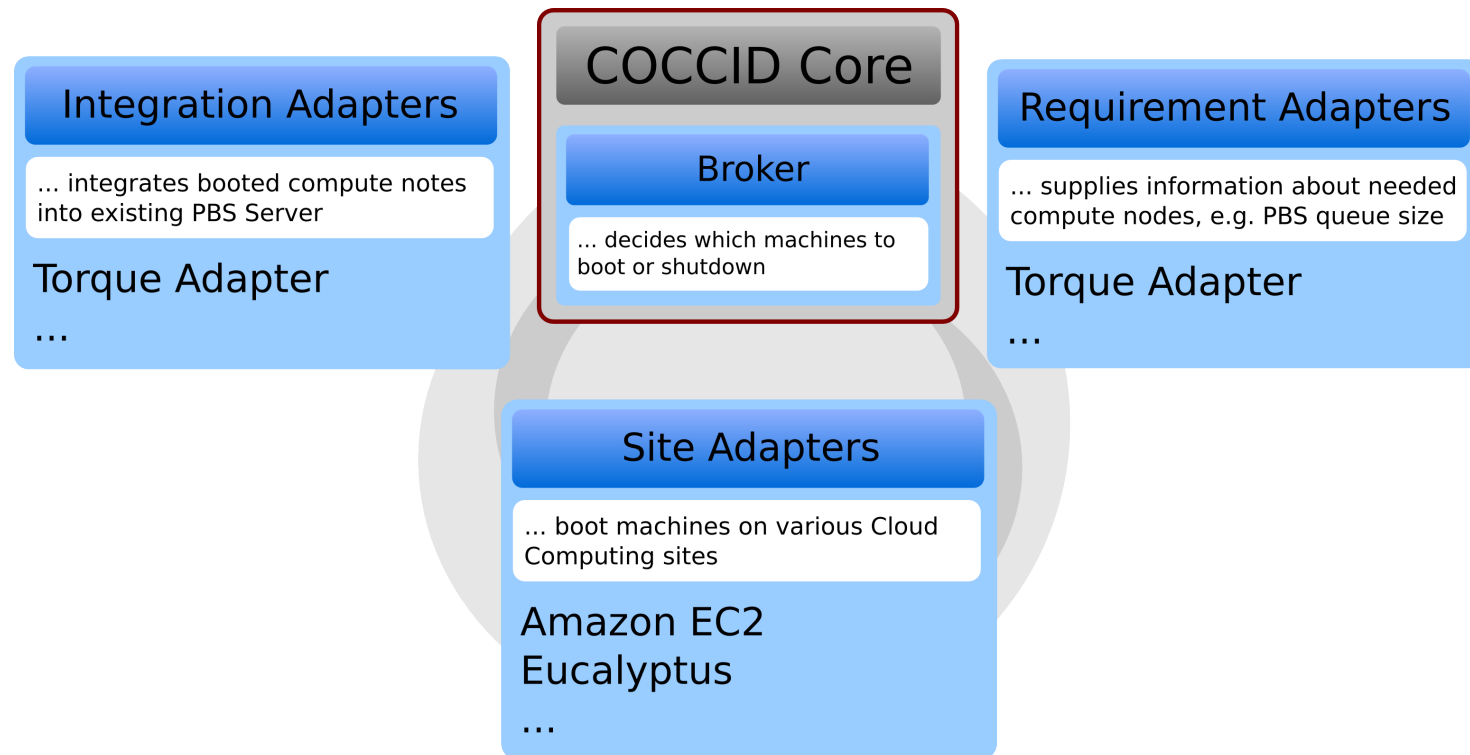 COCCID Core
Broker
... decides which machines to
boot or shutdown
Integration Adapters
... integrates booted compute notes
into existing PBS Server
Torque Adapter
...
Requirement Adapters
... supplies information about needed
compute nodes, e.g. PBS queue size
Torque Adapter
...
Site Adapters
... boot machines on various Cloud
Computing sites
Amazon EC2
Eucalyptus
...